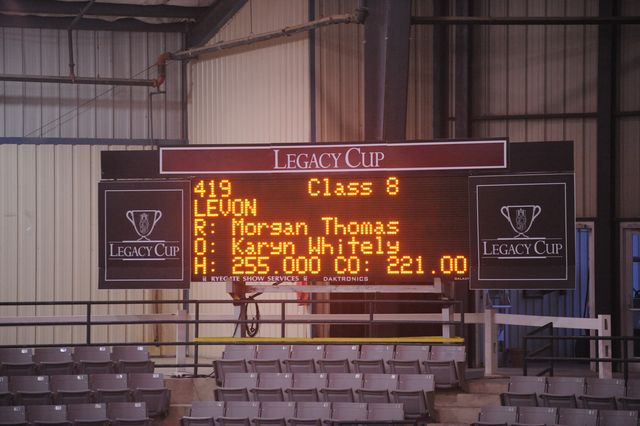 LEGACY CUP
419 Class 8
LEVON
R: Morgan Thomas
O: Karyn Whitely
H: 255.000 CO: 221.00
LEGACY CUP
LEGACY CUP
RYEGATE SHOW SERVICES DAKTRONICS GALAXY